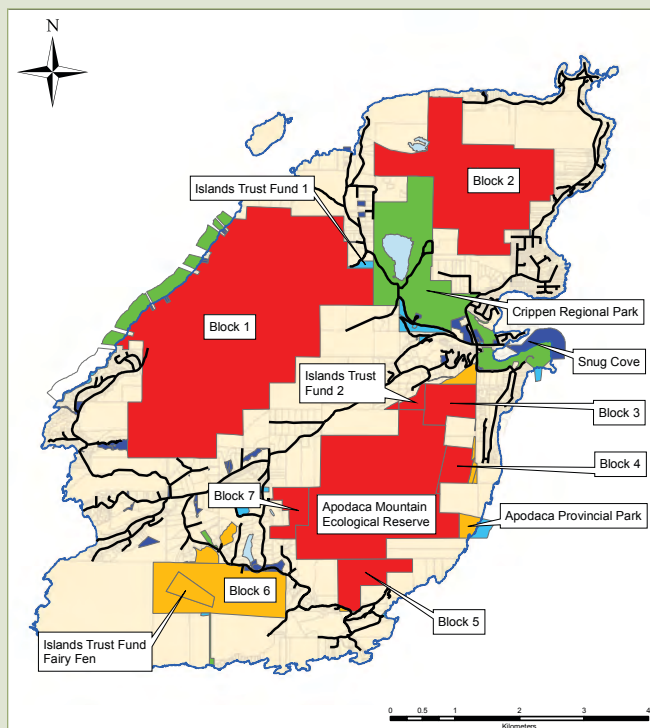 N
Islands Trust Fund 1
Block 2
Block 1
Crippen Regional Park
Snug Cove
Islands Trust
Fund 2
Block 3
Block 4
Block 7
Apodaca Mountain
Ecological Reserve
Apodaca Provincial Park
Block 6
Block 5
Islands Trust Fund
Fairy Fen
0 0.5 1 2 3 4
Kilometers